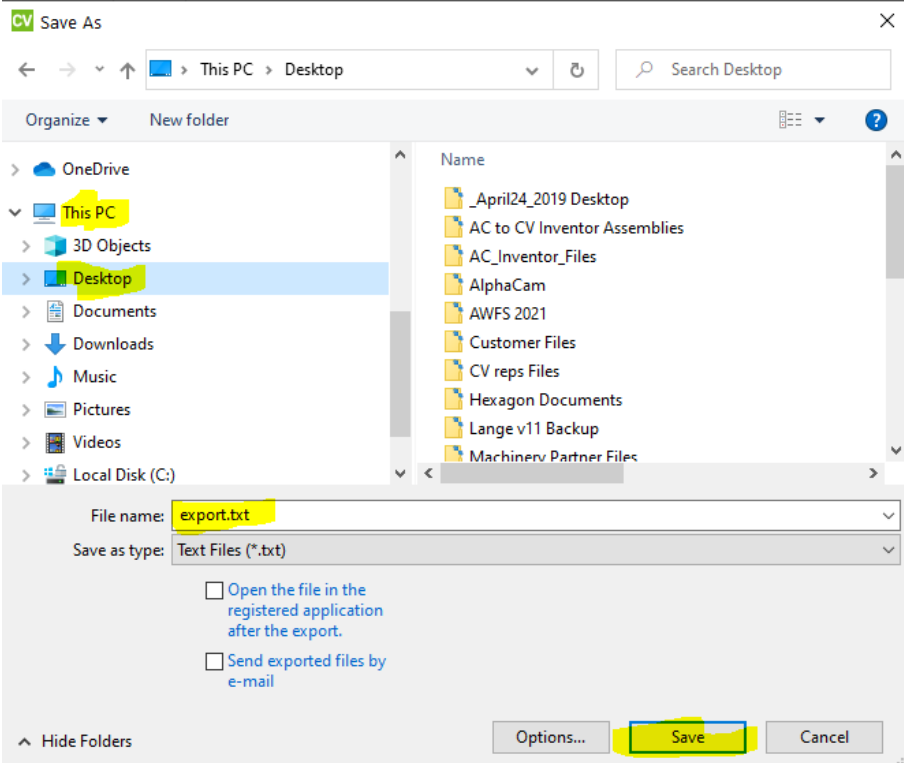 CV Save As
This PC > Desktop
Search Desktop
Organize
New folder
?
OneDrive
This PC
3D Objects
Desktop
Documents
Downloads
Music
Pictures
Videos
Local Disk (C:)
Name
_April24_2019 Desktop
AC to CV Inventor Assemblies
AC_Inventor_Files
AlphaCam
AWFS 2021
Customer Files
CV reps Files
Hexagon Documents
Lange v11 Backup
Machinery Partner Files
File name: export.txt
Save as type: Text Files (*.txt)
Open the file in the
registered application
after the export.
Send exported files by
e-mail
Hide Folders
Options...
Save
Cancel